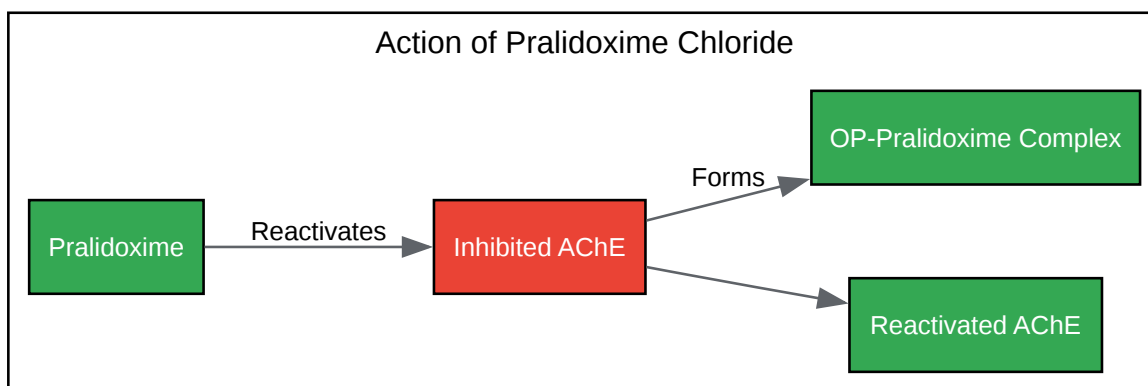 Action of Pralidoxime Chloride
OP-Pralidoxime Complex
Forms
Pralidoxime
Reactivates
Inhibited AChE
Reactivated AChE